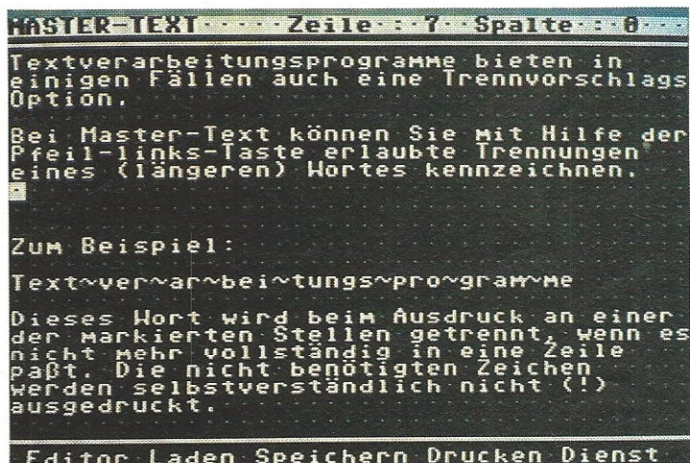 MASTER-TEXT Zeile : 7 Spalte : 0
Textverarbeitungsprogramme bieten in
einigen Fällen auch eine Trennvorschlags
Option.
Bei Master-Text können Sie mit Hilfe der
Pfeil-links-Taste erlaubte Trennungen
eines (längeren) Wortes kennzeichnen.
Zum Beispiel:
Text~ver~ar~bei~tungs~pro~gram~me
Dieses Wort wird beim Ausdruck an einer
der markierten Stellen getrennt, wenn es
nicht mehr vollständig in eine Zeile
paßt. Die nicht benötigten Zeichen
werden selbstverständlich nicht (!)
ausgedruckt.
Editor Laden Speichern Drucken Dienst